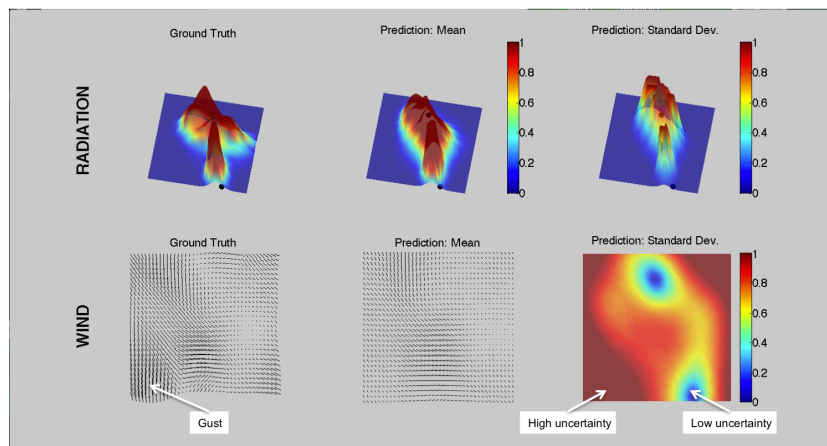 Ground Truth
Prediction: Mean
Prediction: Standard Dev.
RADIATION
1
0.8
0.6
0.4
0.2
0
1
0.8
0.6
0.4
0.2
0
Ground Truth
Prediction: Mean
Prediction: Standard Dev.
WIND
1
0.8
0.6
0.4
0.2
0
Gust
High uncertainty
Low uncertainty